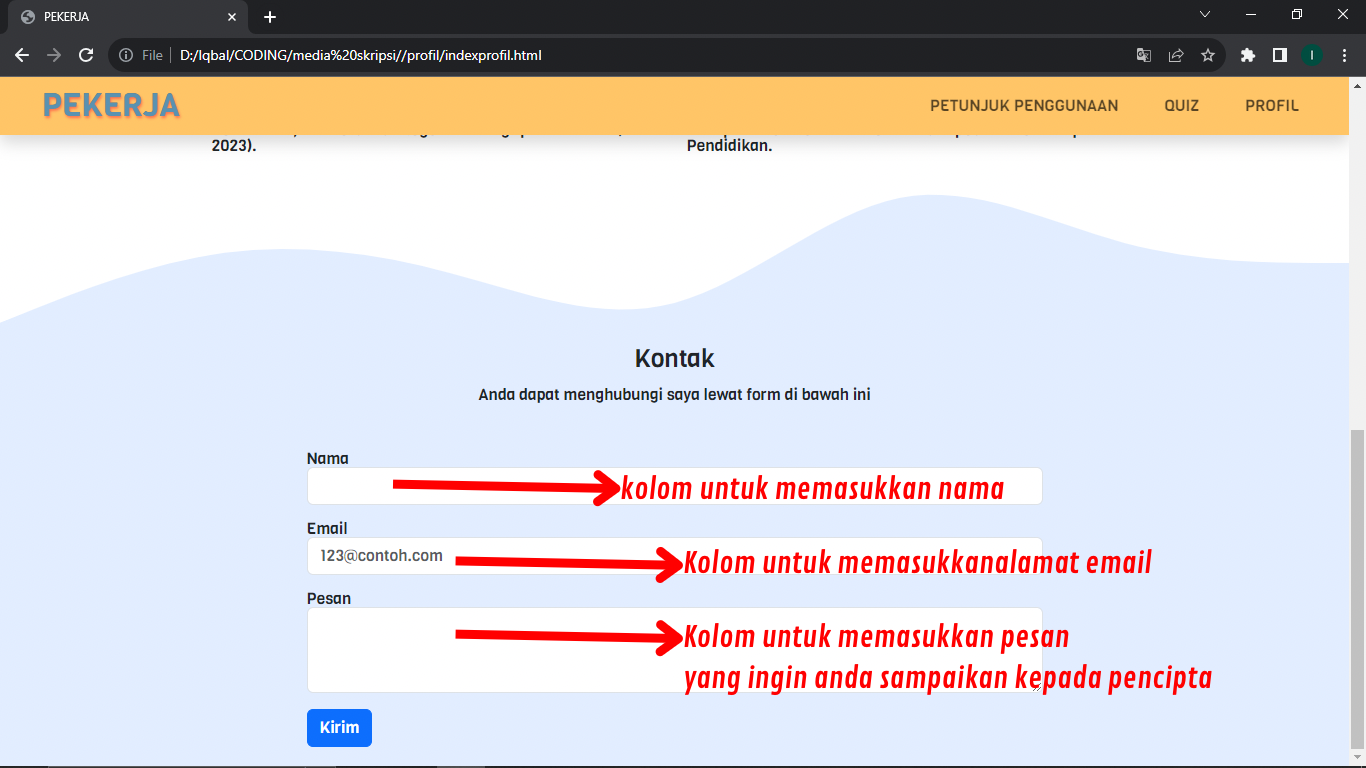 PEKERJA
File D:/Iqbal/CODING/media%20skripsi//profil/indexprofil.html
I
PEKERJA PETUNJUK PENGGUNAAN QUIZ PROFIL
2023). Pendidikan.
Kontak
Anda dapat menghubungi saya lewat form di bawah ini
Nama
kolom untuk memasukkan nama
Email
123@contoh.com Kolom untuk memasukkanalamat email
Pesan
Kolom untuk memasukkan pesan
yang ingin anda sampaikan kepada pencipta
Kirim